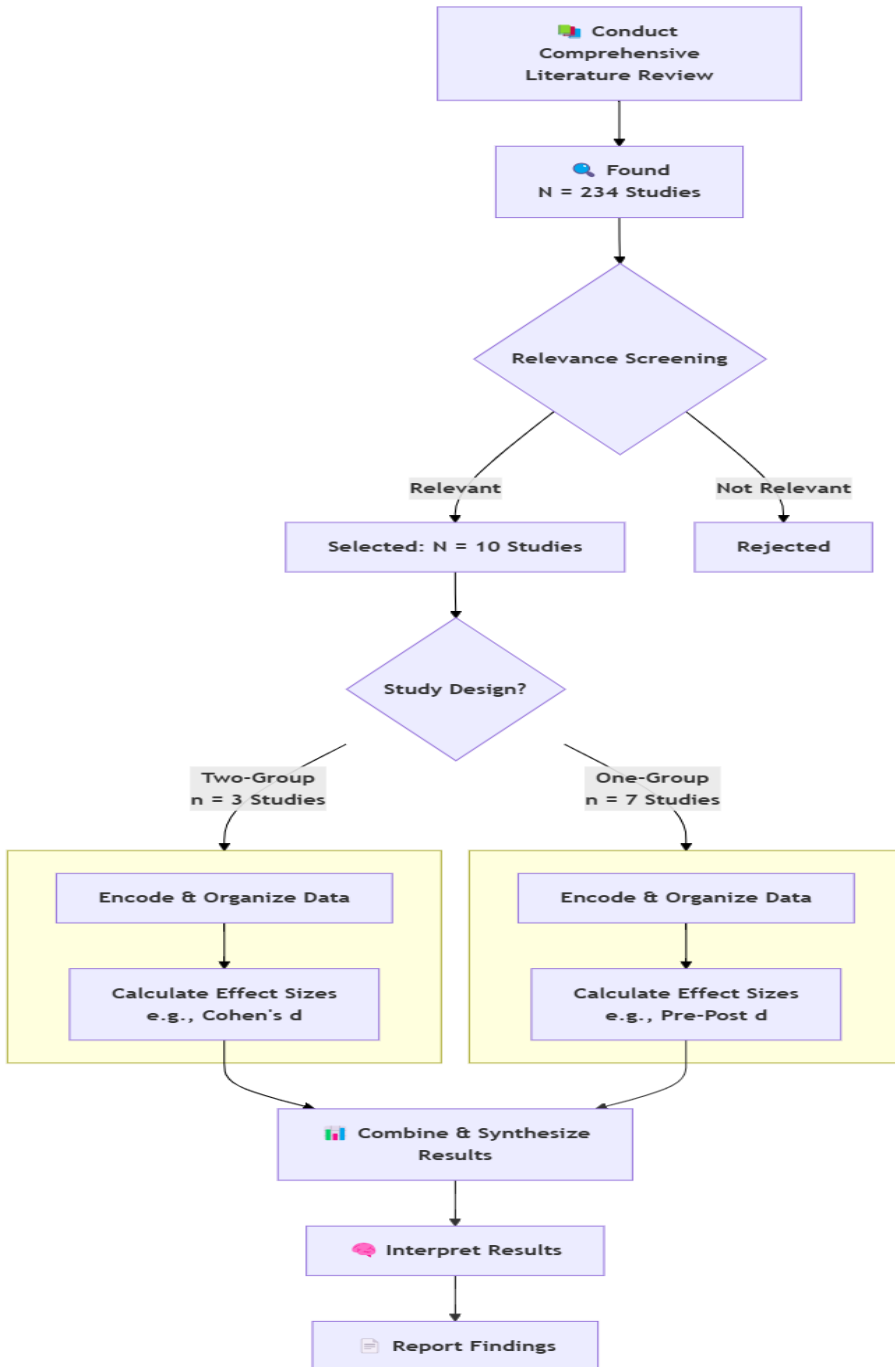 Conduct
Comprehensive
Literature Review
Found
N = 234 Studies
Relevance Screening
Relevant
Not Relevant
Selected: N = 10 Studies
Rejected
Study Design?
Two-Group
n = 3 Studies
One-Group
n = 7 Studies
Encode & Organize Data
Calculate Effect Sizes
e.g., Cohen's d
Encode & Organize Data
Calculate Effect Sizes
e.g., Pre-Post d
Combine & Synthesize
Results
Interpret Results
Report Findings